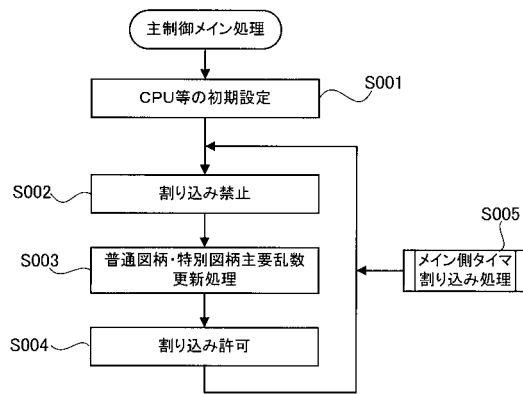 主制御メイン処理
CPU等の初期設定
S001
割り込み禁止
S002
普通図柄・特別図柄主要乱数
更新処理
S003
メイン側タイマ
割り込み処理
S005
割り込み許可
S004